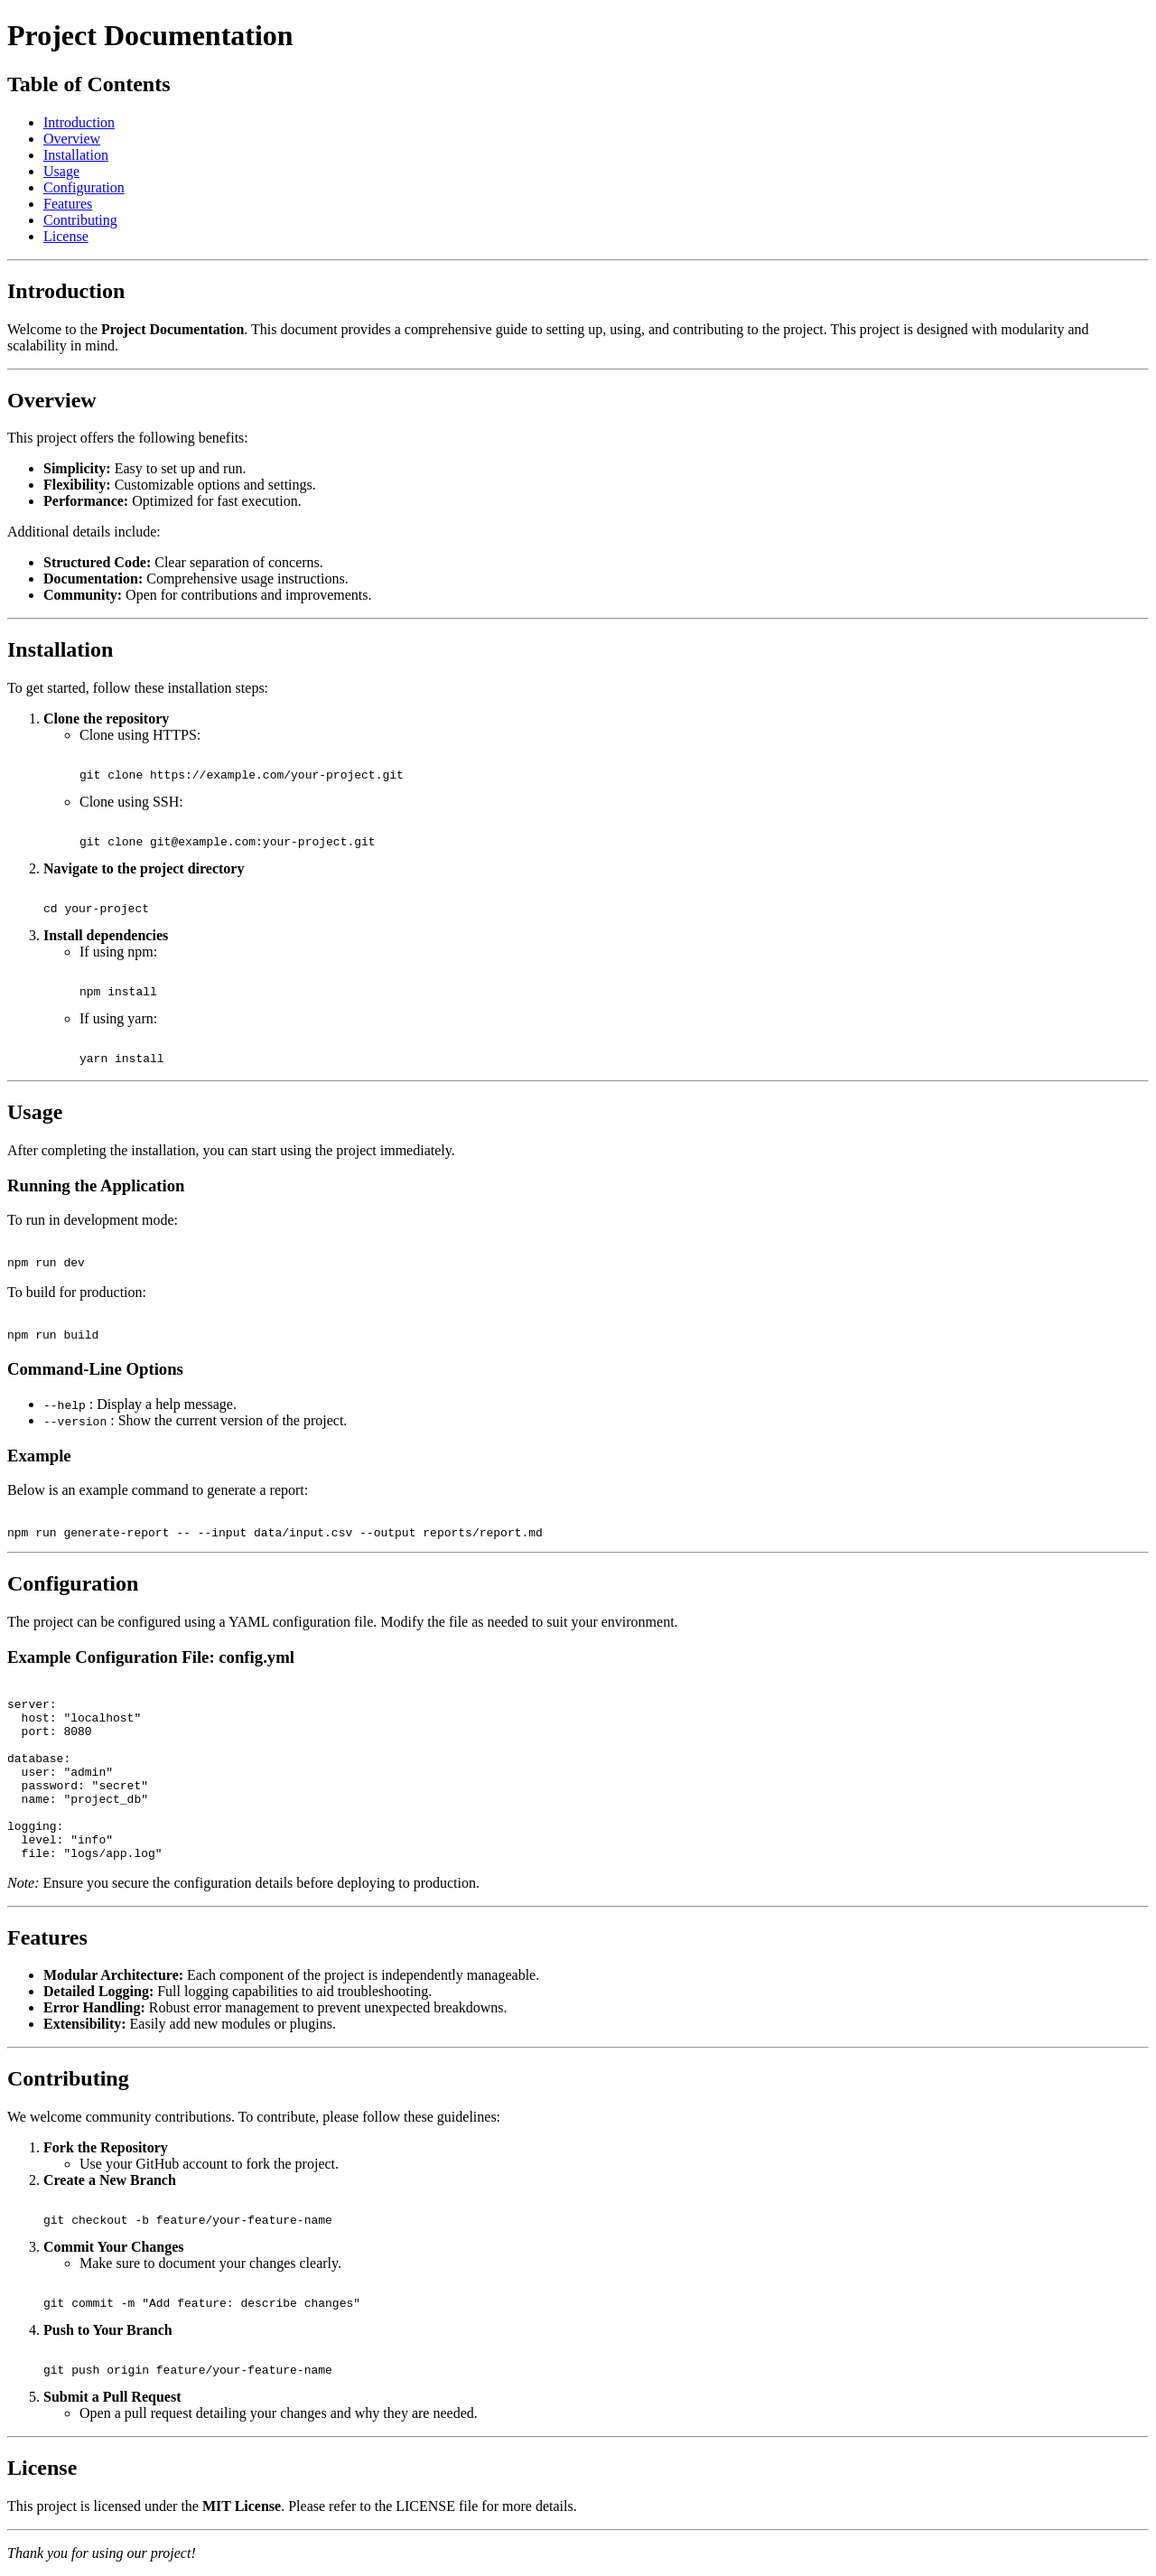 Project Documentation
Table of Contents
Introduction
Overview
Installation
Usage
Configuration
Features
Contributing
License
Introduction
Welcome to the Project Documentation. This document provides a comprehensive guide to setting up, using, and contributing to the project. This project is designed with modularity and
scalability in mind.
Overview
This project offers the following benefits:
Simplicity: Easy to set up and run.
Flexibility: Customizable options and settings.
Performance: Optimized for fast execution.
Additional details include:
Structured Code: Clear separation of concerns.
Documentation: Comprehensive usage instructions.
Community: Open for contributions and improvements.
Installation
To get started, follow these installation steps:
1. Clone the repository
Clone using HTTPS:
git clone https://example.com/your-project.git
Clone using SSH:
git clone git@example.com:your-project.git
2. Navigate to the project directory
cd your-project
3. Install dependencies
If using npm:
npm install
If using yarn:
yarn install
Usage
After completing the installation, you can start using the project immediately.
Running the Application
To run in development mode:
npm run dev
To build for production:
npm run build
Command-Line Options
--help : Display a help message.
--version : Show the current version of the project.
Example
Below is an example command to generate a report:
npm run generate-report -- --input data/input.csv --output reports/report.md
Configuration
The project can be configured using a YAML configuration file. Modify the file as needed to suit your environment.
Example Configuration File: config.yml
server:
  host: "localhost"
  port: 8080
database:
  user: "admin"
  password: "secret"
  name: "project_db"
logging:
  level: "info"
  file: "logs/app.log"
Note: Ensure you secure the configuration details before deploying to production.
Features
Modular Architecture: Each component of the project is independently manageable.
Detailed Logging: Full logging capabilities to aid troubleshooting.
Error Handling: Robust error management to prevent unexpected breakdowns.
Extensibility: Easily add new modules or plugins.
Contributing
We welcome community contributions. To contribute, please follow these guidelines:
1. Fork the Repository
Use your GitHub account to fork the project.
2. Create a New Branch
git checkout -b feature/your-feature-name
3. Commit Your Changes
Make sure to document your changes clearly.
git commit -m "Add feature: describe changes"
4. Push to Your Branch
git push origin feature/your-feature-name
5. Submit a Pull Request
Open a pull request detailing your changes and why they are needed.
License
This project is licensed under the MIT License. Please refer to the LICENSE file for more details.
Thank you for using our project!